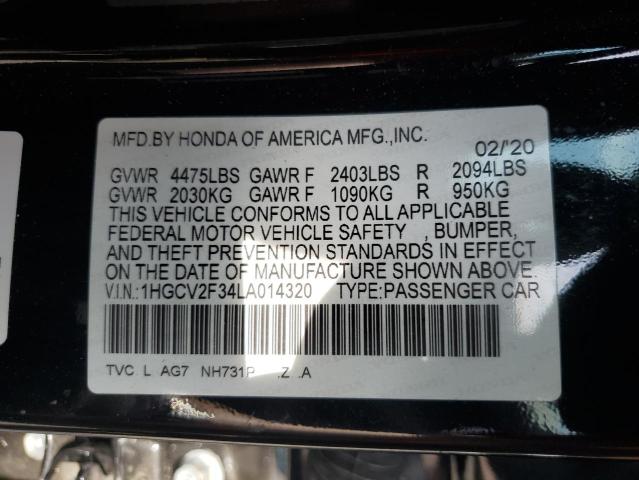 MFD.BY HONDA OF AMERICA MFG.,INC. 02/'20
GVWR 4475LBS GAWR F 2403LBS R 2094LBS
GVWR 2030KG GAWR F 1090KG R 950KG
THIS VEHICLE CONFORMS TO ALL APPLICABLE
FEDERAL MOTOR VEHICLE SAFETY , BUMPER,
AND THEFT PREVENTION STANDARDS IN EFFECT
ON THE DATE OF MANUFACTURE SHOWN ABOVE.
V.I.N.:1HGCV2F34LA014320 TYPE:PASSENGER CAR
TVC L AG7 NH731P .Z .A